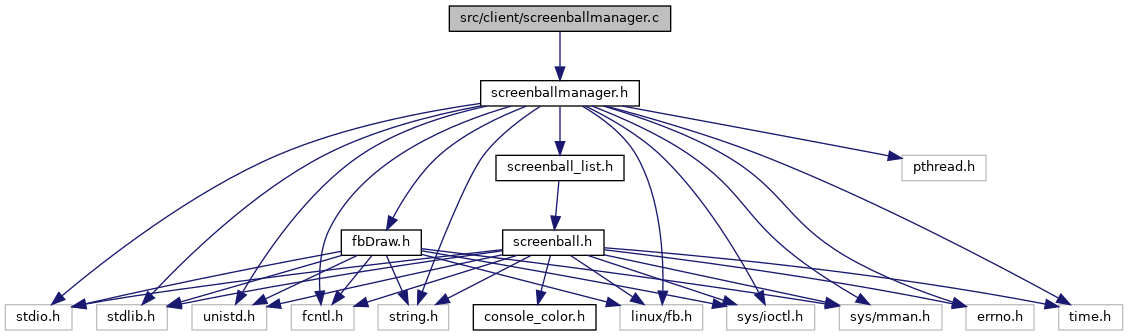 src/client/screenballmanager.c
screenballmanager.h
screenball_list.h
pthread.h
fbDraw.h
screenball.h
stdio.h
stdlib.h
unistd.h
fcntl.h
string.h
console_color.h
linux/fb.h
sys/ioctl.h
sys/mman.h
errno.h
time.h